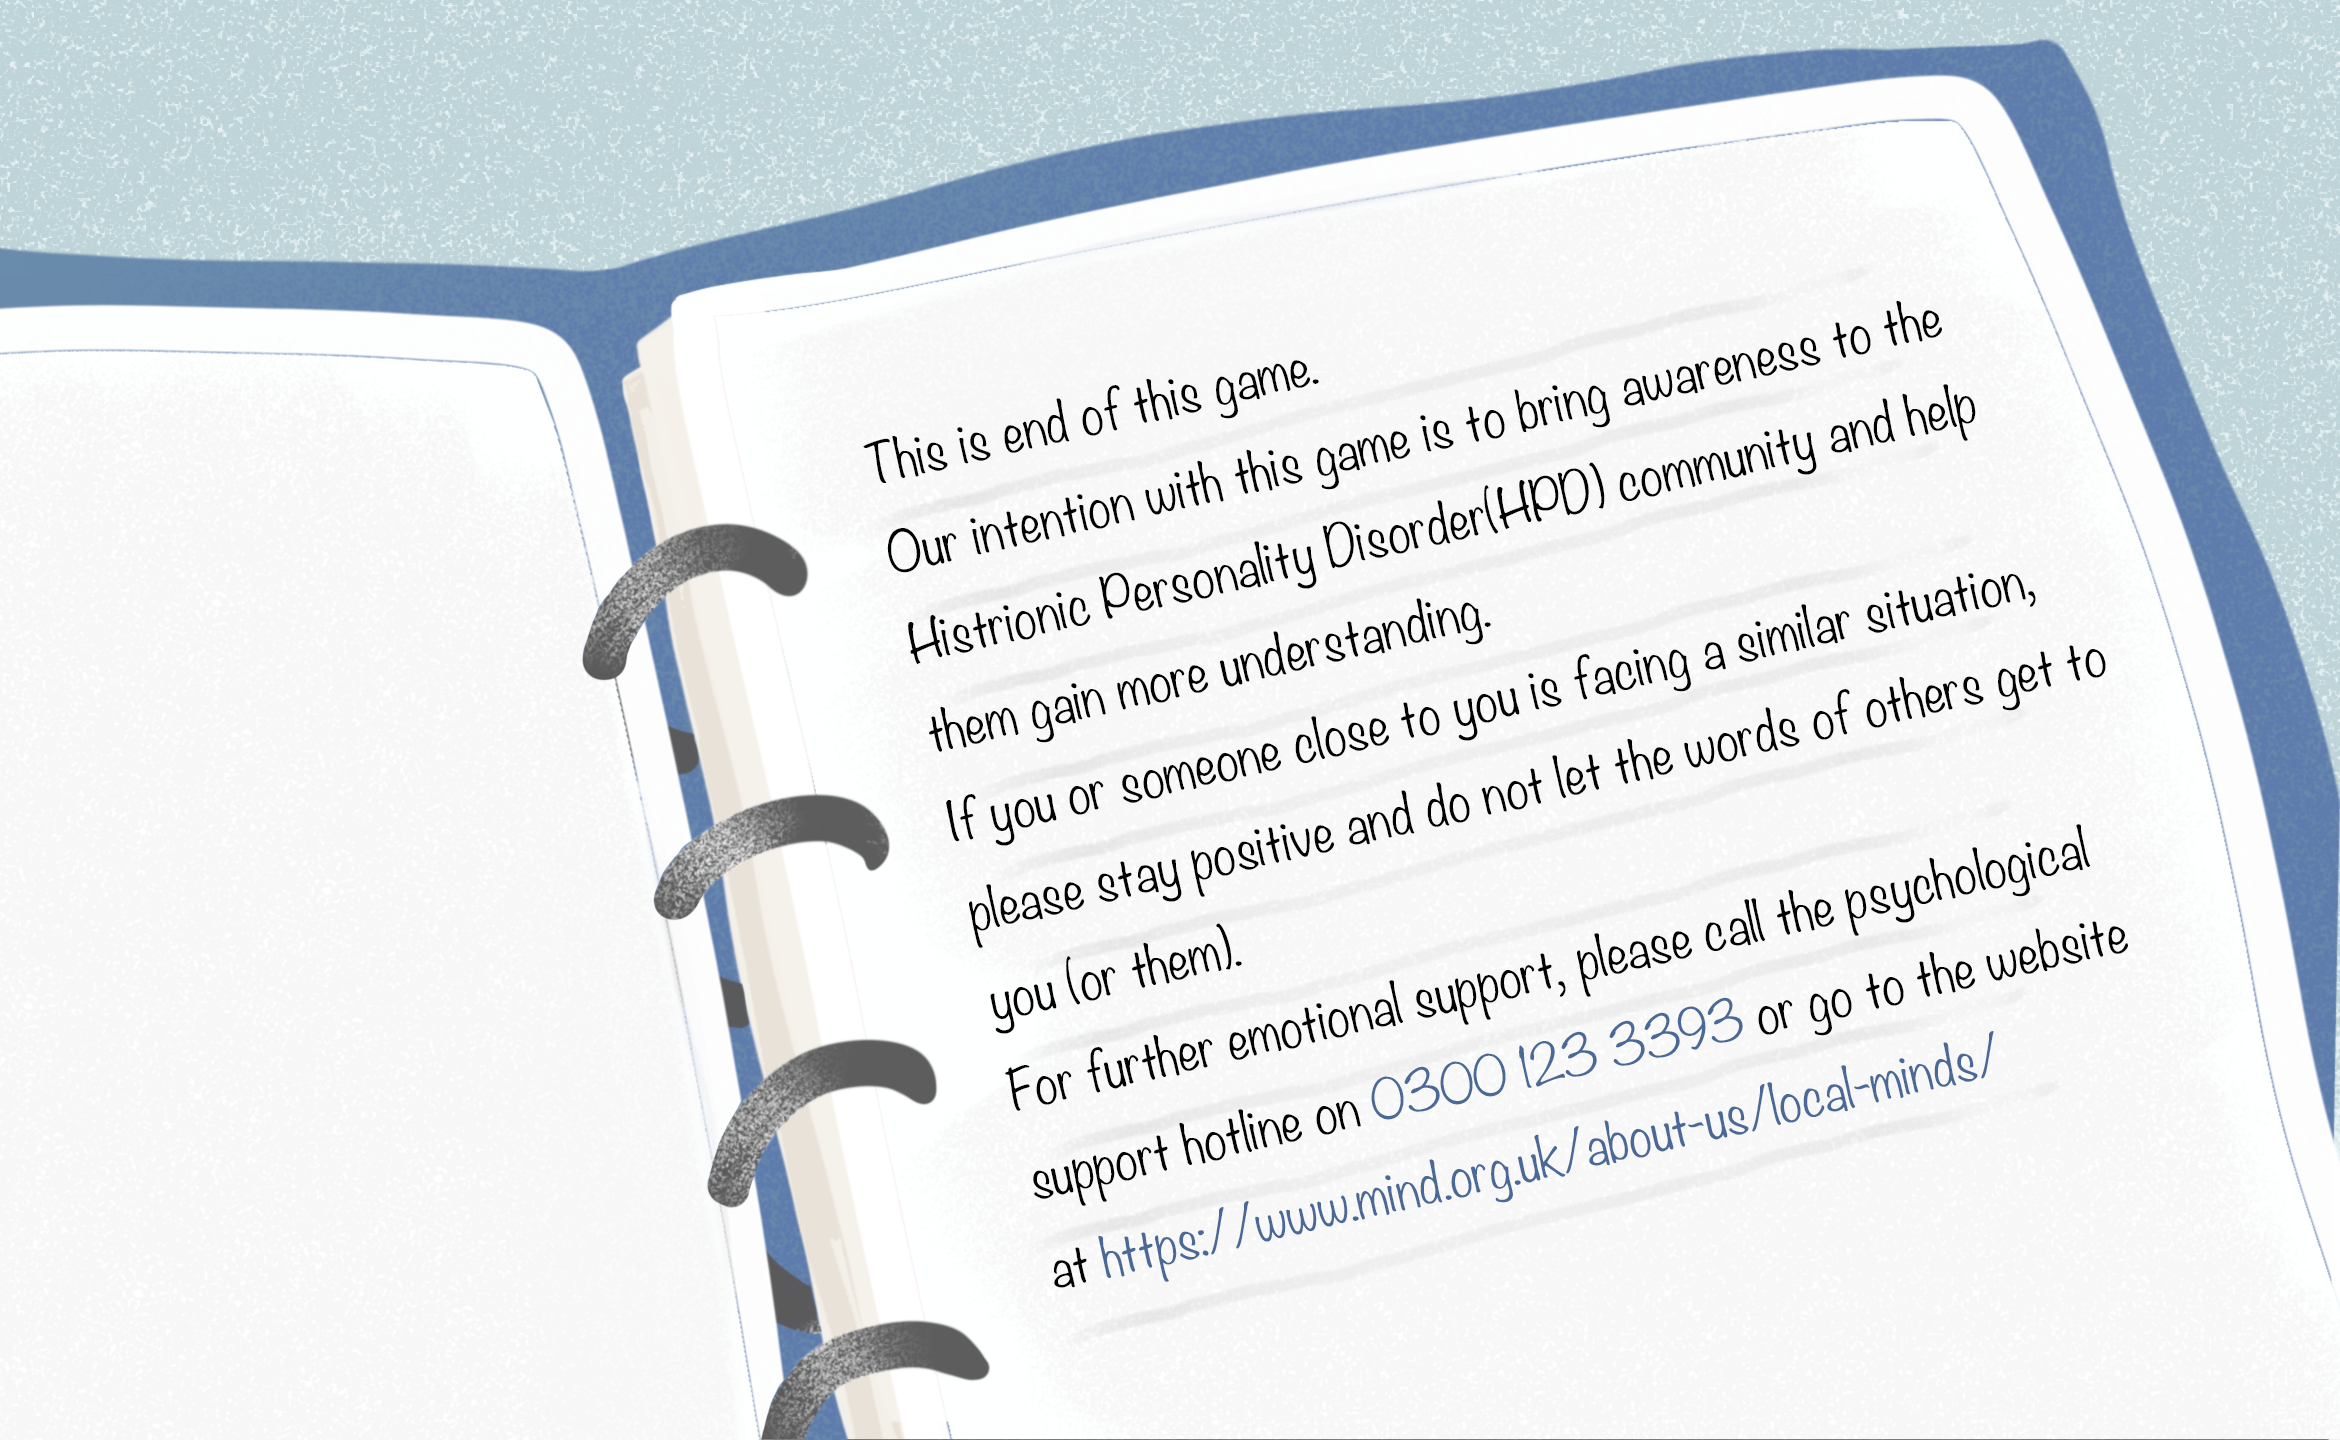 This is end of this game.
Our intention with this game is to bring awareness to the
Histrionic Personality Disorder(HPD) community and help
them gain more understanding.
If you or someone close to you is facing a similar situation,
please stay positive and do not let the words of others get to
you (or them).
For further emotional support, please call the psychological
support hotline on 0300 123 3393 or go to the website
at https://www.mind.org.uk/about-us/local-minds/